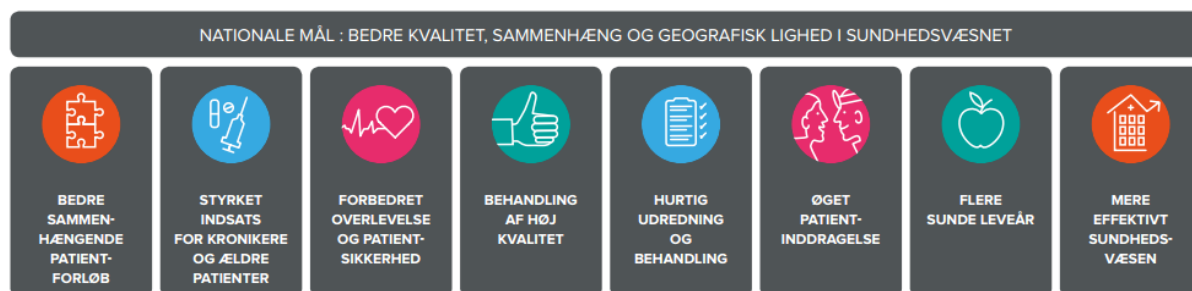 NATIONALE MÅL : BEDRE KVALITET, SAMMENHÆNG OG GEOGRAFISK LIGHED I SUNDHEDSVÆSNET
BEDRE
SAMMEN-
HÆNGENDE
PATIENT-
FORLØB
STYRKET
INDSATS
FOR KRONIKERE
OG ÆLDRE
PATIENTER
FORBEDRET
OVERLEVELSE
OG PATIENT-
SIKKERHED
BEHANDLING
AF HØJ
KVALITET
HURTIG
UDREDNING
OG
BEHANDLING
ØGET
PATIENT-
INDDRAGELSE
FLERE
SUNDE LEVEÅR
MERE
EFFEKTIVT
SUNDHEDS-
VÆSEN